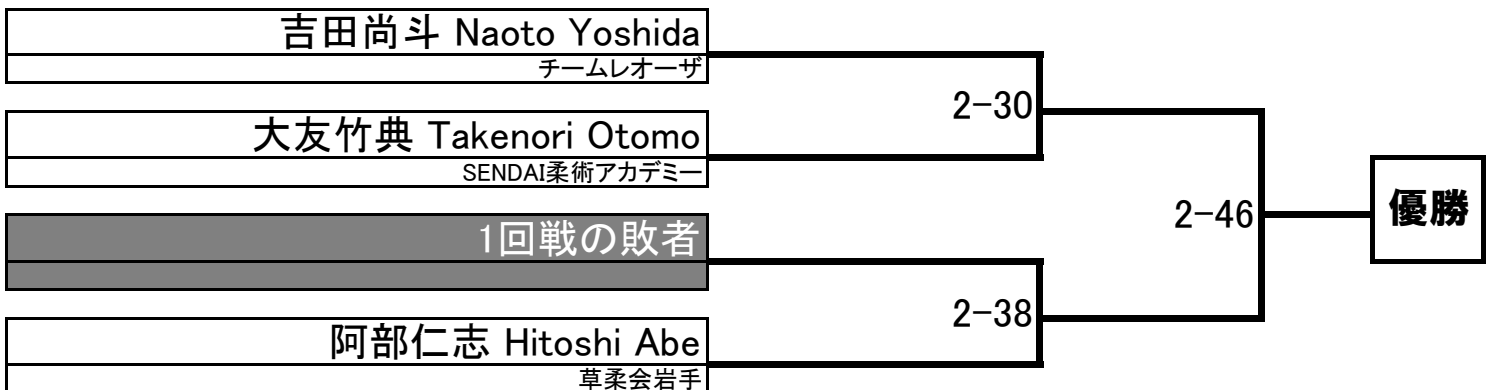 吉田尚斗 Naoto Yoshida
チームレオーザ
2-30
大友竹典 Takenori Otomo
SENDAI柔術アカデミー
1回戦の敗者
2-46
優勝
2-38
阿部仁志 Hitoshi Abe
草柔会岩手